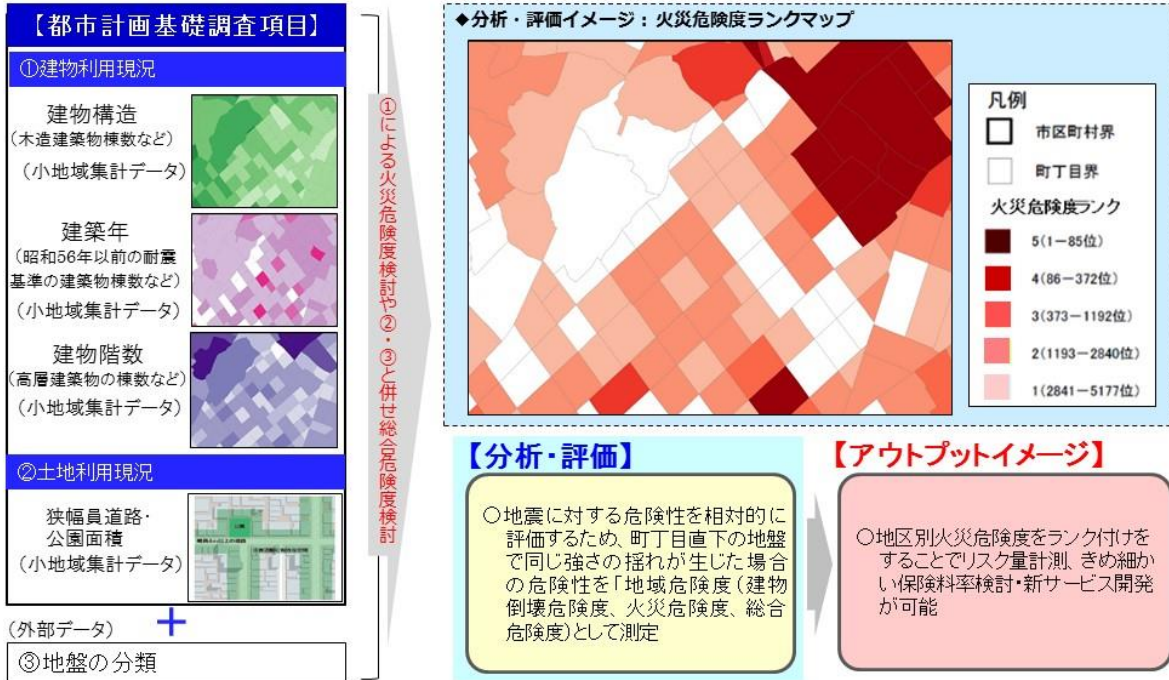 【都市計画基礎調査項目】
①建物利用現況
建物構造
(木造建築物棟数など)
(小地域集計データ)
建築年
(昭和56年以前の耐震
基準の建築物棟数など)
(小地域集計データ)
建物階数
(高層建築物の棟数など)
(小地域集計データ)
②土地利用現況
狭幅員道路・
公園面積
(小地域集計データ)
(外部データ)
+
③地盤の分類
①による火災危険度検討や②・③と併せ総合危険度検討
◆分析・評価イメージ：火災危険度ランクマップ
凡例
市区町村界
町丁目界
火災危険度ランク
5(1−85位)
4(86−372位)
3(373−1192位)
2(1193−2840位)
1(2841−5177位)
【分析・評価】
○地震に対する危険性を相対的に
評価するため、町丁目直下の地盤
で同じ強さの揺れが生じた場合
の危険性を「地域危険度(建物
倒壊危険度、火災危険度、総合
危険度)として測定
【アウトプットイメージ】
○地区別火災危険度をランク付けを
することでリスク量計測、きめ細か
い保険料率検討・新サービス開発
が可能